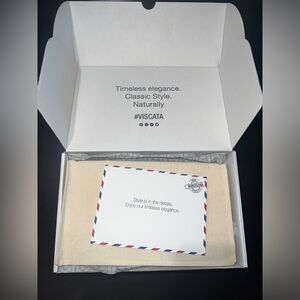 Timeless elegance.
Classic Style.
Naturally
#VISCATA
Style is in the details.
Enjoy our timeless elegance.